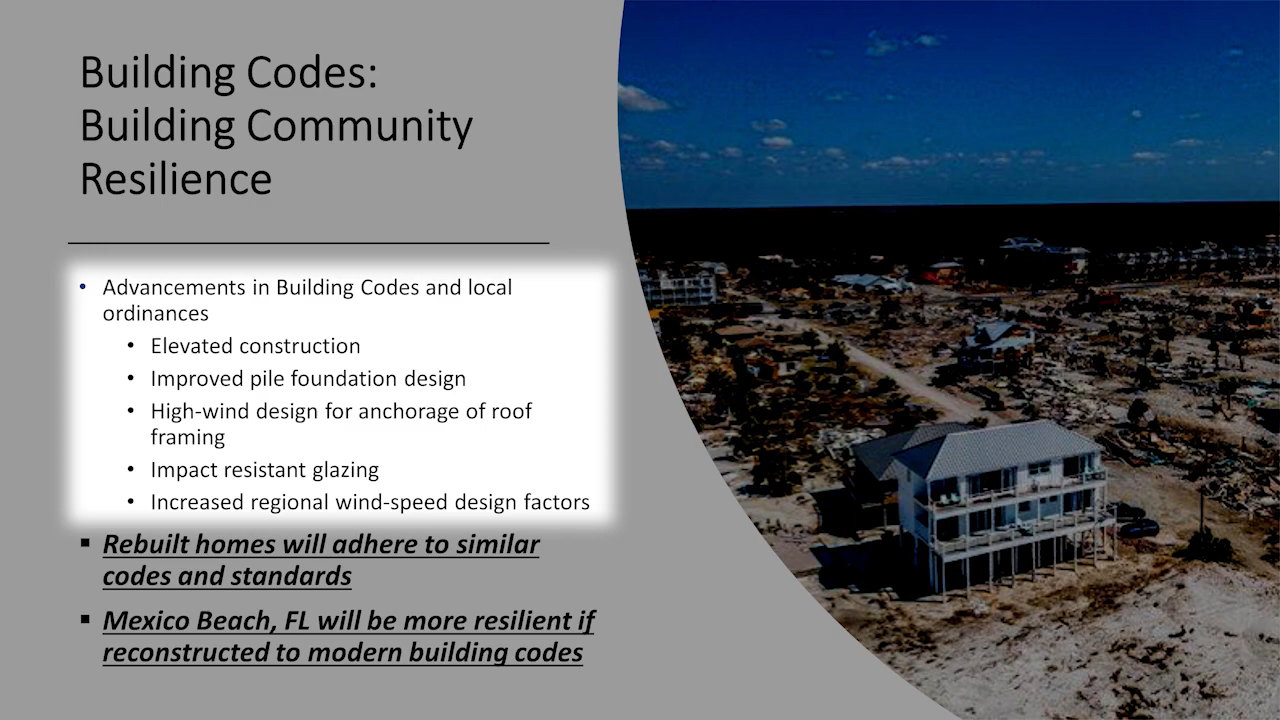 Building Codes:
Building Community
Resilience
• Advancements in Building Codes and local
ordinances
• Elevated construction
• Improved pile foundation design
• High-wind design for anchorage of roof
framing
• Impact resistant glazing
• Increased regional wind-speed design factors
▪ Rebuilt homes will adhere to similar
codes and standards
▪ Mexico Beach, FL will be more resilient if
reconstructed to modern building codes